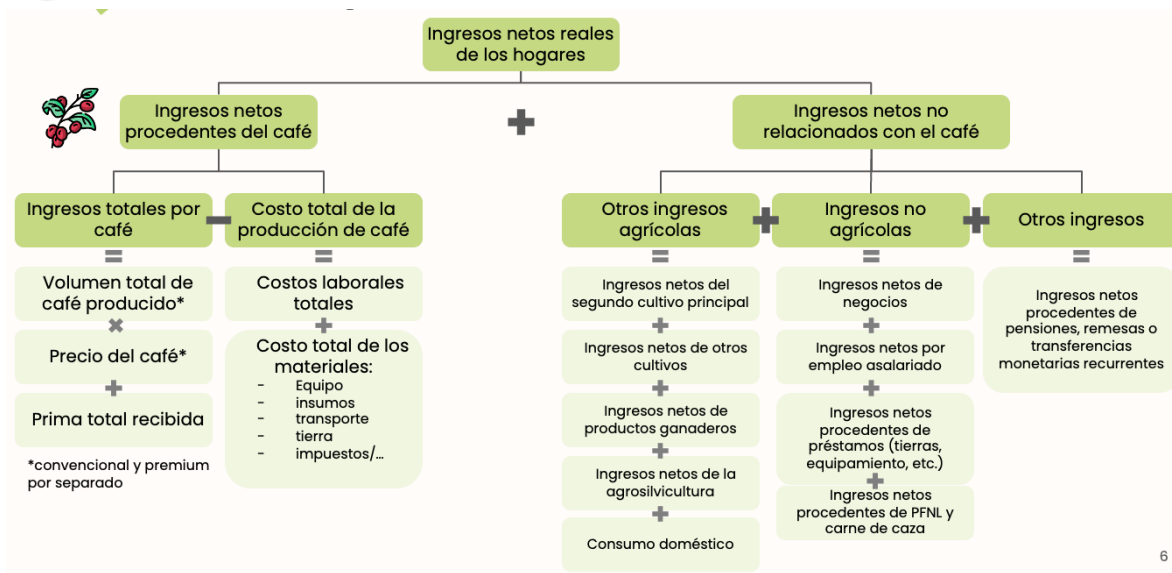 Ingresos netos reales
de los hogares
Ingresos netos
procedentes del café
+
Ingresos netos no
relacionados con el café
Ingresos totales por
café
-
Costo total de la
producción de café
=
Volumen total de
café producido*
×
Precio del café*
+
Prima total recibida
*convencional y premium
por separado
=
Costos laborales
totales
+
Costo total de los
materiales:
- Equipo
- insumos
- transporte
- tierra
- impuestos/…
Otros ingresos
agrícolas
+
Ingresos no
agrícolas
+
Otros ingresos
=
Ingresos netos del
segundo cultivo principal
+
Ingresos netos de otros
cultivos
+
Ingresos netos de
productos ganaderos
+
Ingresos netos de la
agrosilvicultura
+
Consumo doméstico
=
Ingresos netos de
negocios
+
Ingresos netos por
empleo asalariado
+
Ingresos netos
procedentes de
préstamos (tierras,
equipamiento, etc.)
+
Ingresos netos
procedentes de PFNL y
carne de caza
=
Ingresos netos
procedentes de
pensiones, remesas o
transferencias
monetarias recurrentes
6